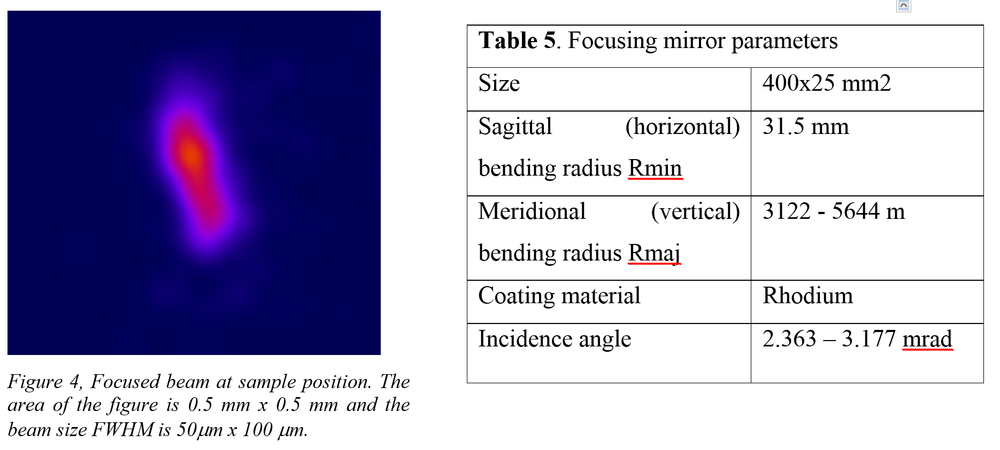 Table 5. Focusing mirror parameters
Size 400x25 mm2
Sagittal (horizontal) 31.5 mm
bending radius Rmin
Meridional (vertical) 3122 - 5644 m
bending radius Rmaj
Coating material Rhodium
Incidence angle 2.363 – 3.177 mrad
Figure 4, Focused beam at sample position. The
area of the figure is 0.5 mm x 0.5 mm and the
beam size FWHM is 50μm x 100 μm.